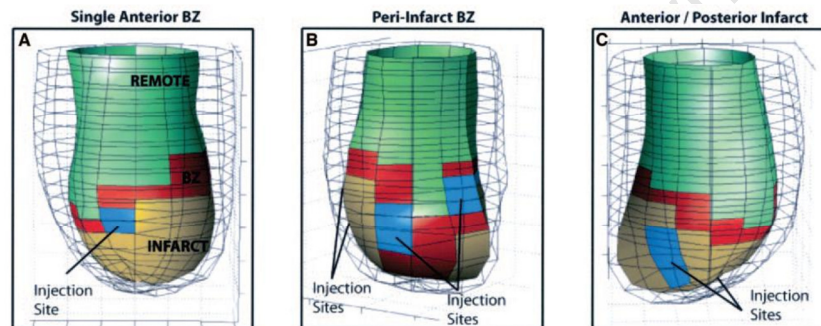 Single Anterior BZ
A
REMOTE
BZ
INFARCT
Injection
Site
Peri-Infarct BZ
B
Injection
Sites
Injection
Sites
Anterior / Posterior Infarct
C
Injection
Sites